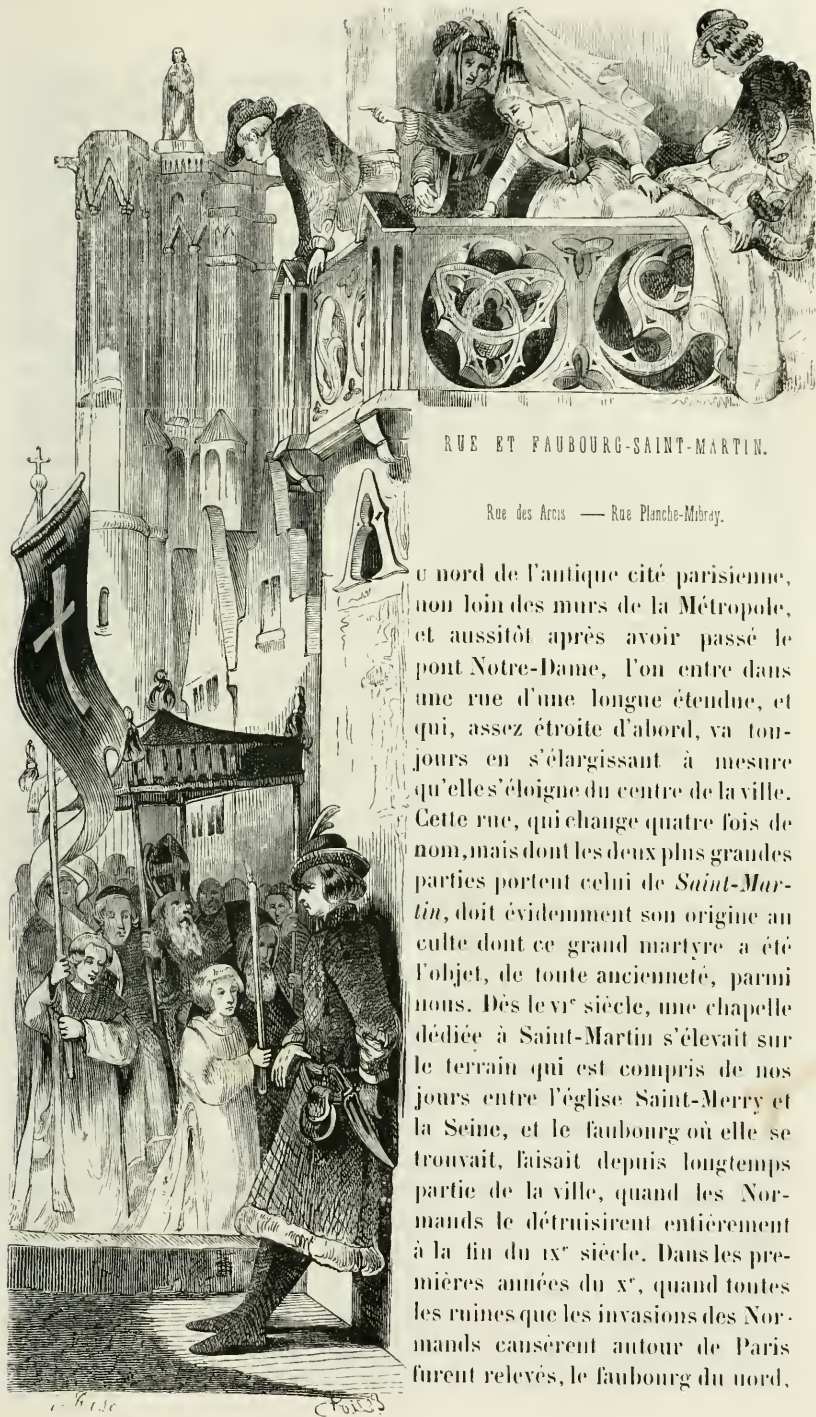 RUE ET FAUBOURG-SAINT-MARTIN.
Rue des Arcis — Rue Planche-Mibray.
AU nord de l'antique cité parisienne,
non loin des murs de la Métropole,
et aussitôt après avoir passé le
pont Notre-Dame, l'on entre dans
une rue d'une longue étendue, et
qui, assez étroite d'abord, va tou-
jours en s'élargissant à mesure
qu'elle s'éloigne du centre de la ville.
Cette rue, qui change quatre fois de
nom, mais dont les deux plus grandes
parties portent celui de Saint-Mar-
tin, doit évidemment son origine au
culte dont ce grand martyre a été
l'objet, de toute ancienneté, parmi
nous. Dès le VIe siècle, une chapelle
dédiée à Saint-Martin s'élevait sur
le terrain qui est compris de nos
jours entre l'église Saint-Merry et
la Seine, et le faubourg où elle se
trouvait, faisait depuis longtemps
partie de la ville, quand les Nor-
mands le détruisirent entièrement
à la fin du IXe siècle. Dans les pre-
mières années du Xe, quand toutes
les ruines que les invasions des Nor-
mands causèrent autour de Paris
furent relevés, le faubourg du nord,